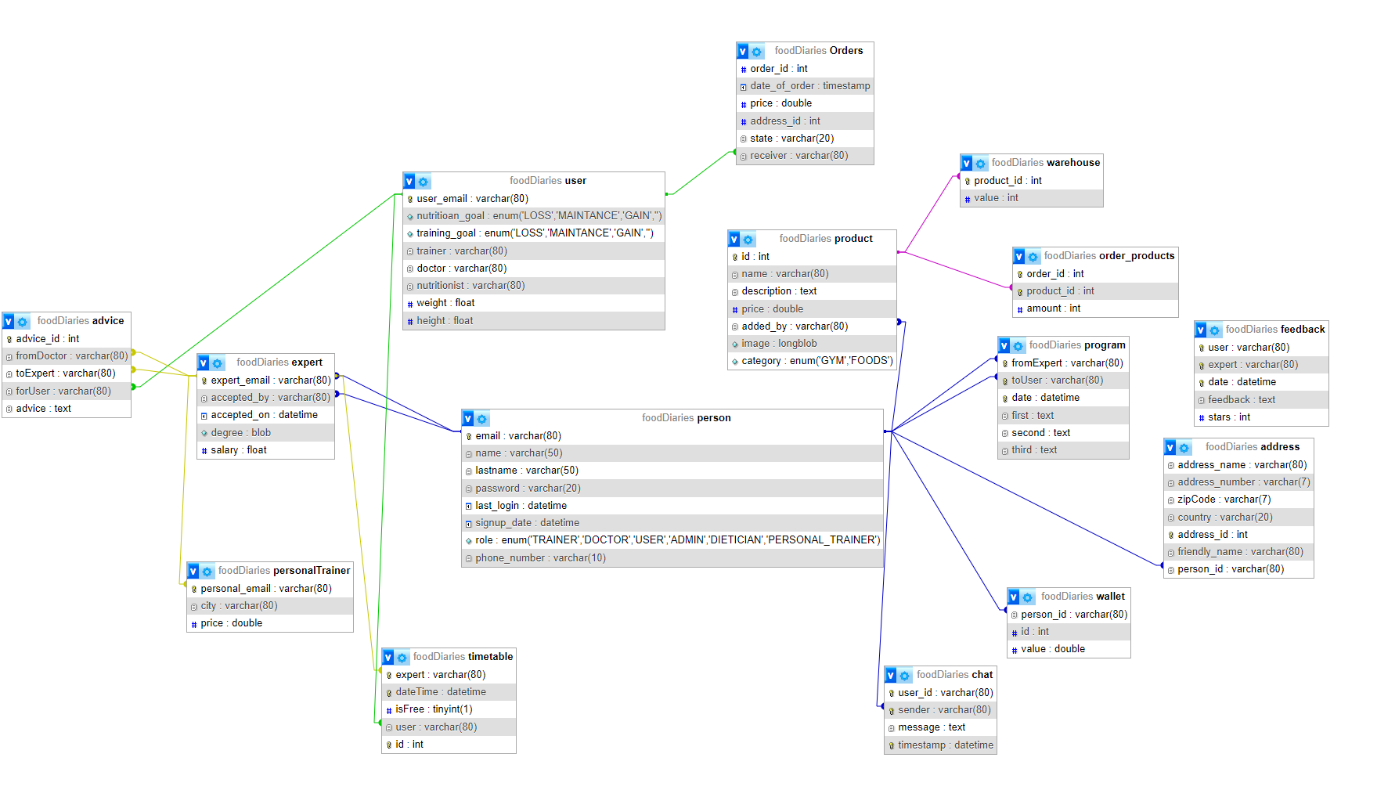 foodDiaries Orders
order_id : int
date_of_order : timestamp
price : double
address_id : int
state : varchar(20)
receiver : varchar(80)
foodDiaries warehouse
product_id : int
value : int
foodDiaries user
user_email : varchar(80)
nutritioan_goal : enum('LOSS','MAINTANCE','GAIN','')
training_goal : enum('LOSS','MAINTANCE','GAIN','')
trainer : varchar(80)
doctor : varchar(80)
nutritionist : varchar(80)
weight : float
height : float
foodDiaries product
id : int
name : varchar(80)
description : text
price : double
added_by : varchar(80)
image : longblob
category : enum('GYM','FOODS')
foodDiaries order_products
order_id : int
product_id : int
amount : int
foodDiaries advice
advice_id : int
fromDoctor : varchar(80)
toExpert : varchar(80)
forUser : varchar(80)
advice : text
foodDiaries feedback
user : varchar(80)
expert : varchar(80)
date : datetime
feedback : text
stars : int
foodDiaries program
fromExpert : varchar(80)
toUser : varchar(80)
date : datetime
first : text
second : text
third : text
foodDiaries expert
expert_email : varchar(80)
accepted_by : varchar(80)
accepted_on : datetime
degree : blob
salary : float
foodDiaries person
email : varchar(80)
name : varchar(50)
lastname : varchar(50)
password : varchar(20)
last_login : datetime
signup_date : datetime
role : enum('TRAINER','DOCTOR','USER','ADMIN','DIETICIAN','PERSONAL_TRAINER')
phone_number : varchar(10)
foodDiaries address
address_name : varchar(80)
address_number : varchar(7)
zipCode : varchar(7)
country : varchar(20)
address_id : int
friendly_name : varchar(80)
person_id : varchar(80)
foodDiaries personalTrainer
personal_email : varchar(80)
city : varchar(80)
price : double
foodDiaries wallet
person_id : varchar(80)
id : int
value : double
foodDiaries timetable
expert : varchar(80)
dateTime : datetime
isFree : tinyint(1)
user : varchar(80)
id : int
foodDiaries chat
user_id : varchar(80)
sender : varchar(80)
message : text
timestamp : datetime